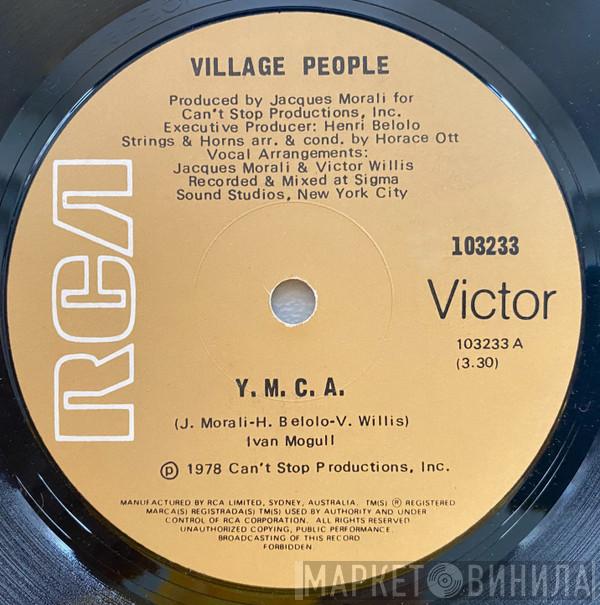 VILLAGE PEOPLE
Produced by Jacques Morali for
Can't Stop Productions, Inc.
Executive Producer: Henri Belolo
Strings & Horns arr. & cond. by Horace Ott
Vocal Arrangements:
Jacques Morali & Victor Willis
Recorded & Mixed at Sigma
Sound Studios, New York City
RCA
103233
Victor
103233 A
(3.30)
Y. M. C. A.
(J. Morali-H. Belolo-V. Willis)
Ivan Mogull
℗ 1978 Can't Stop Productions, Inc.
MANUFACTURED BY RCA LIMITED, SYDNEY, AUSTRALIA. TM(S) ® REGISTERED
MARCA(S) REGISTRADA(S) TM(S) USED BY AUTHORITY AND UNDER
CONTROL OF RCA CORPORATION. ALL RIGHTS RESERVED
UNAUTHORIZED COPYING, PUBLIC PERFORMANCE,
BROADCASTING OF THIS RECORD
FORBIDDEN.
МАРКЕТ ВИНИЛА